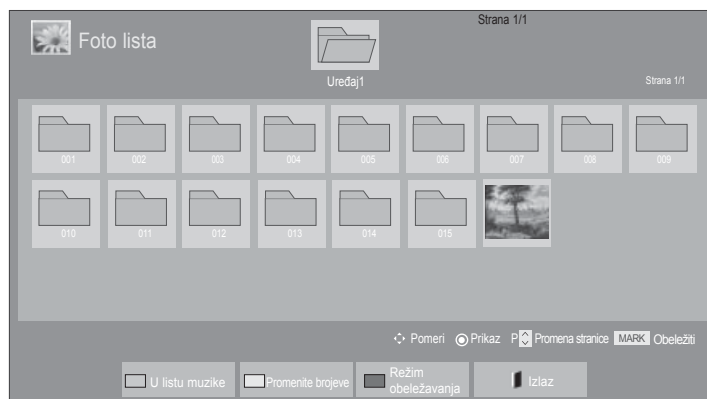 Strana 1/1
Foto lista
Uređaj1
Strana 1/1
001 002 003 004 005 006 007 008 009
010 011 012 013 014 015
Pomeri Prikaz P Promena stranice MARK Obeležiti
U listu muzike
Promenite brojeve
Režim
obeležavanja
Izlaz